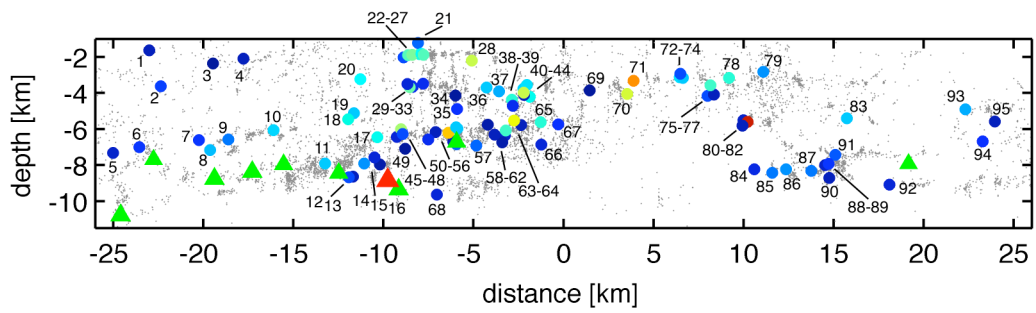 22-27 21
1 3 4 28 72-74 79
2 20 37 38-39 40-44 69 71 78
29-33 34 36 70
19 18 35 65 75-77 83 93 95
6 7 9 10 17 67 80-82
5 8 11 49 50-56 57 66 87 91 94
45-48 58-62 63-64 84 85 86 90 92
12-13 14 15 16 68 88-89
-2
-4
-6
-8
-10
depth [km]
-25 -20 -15 -10 -5 0 5 10 15 20 25
distance [km]